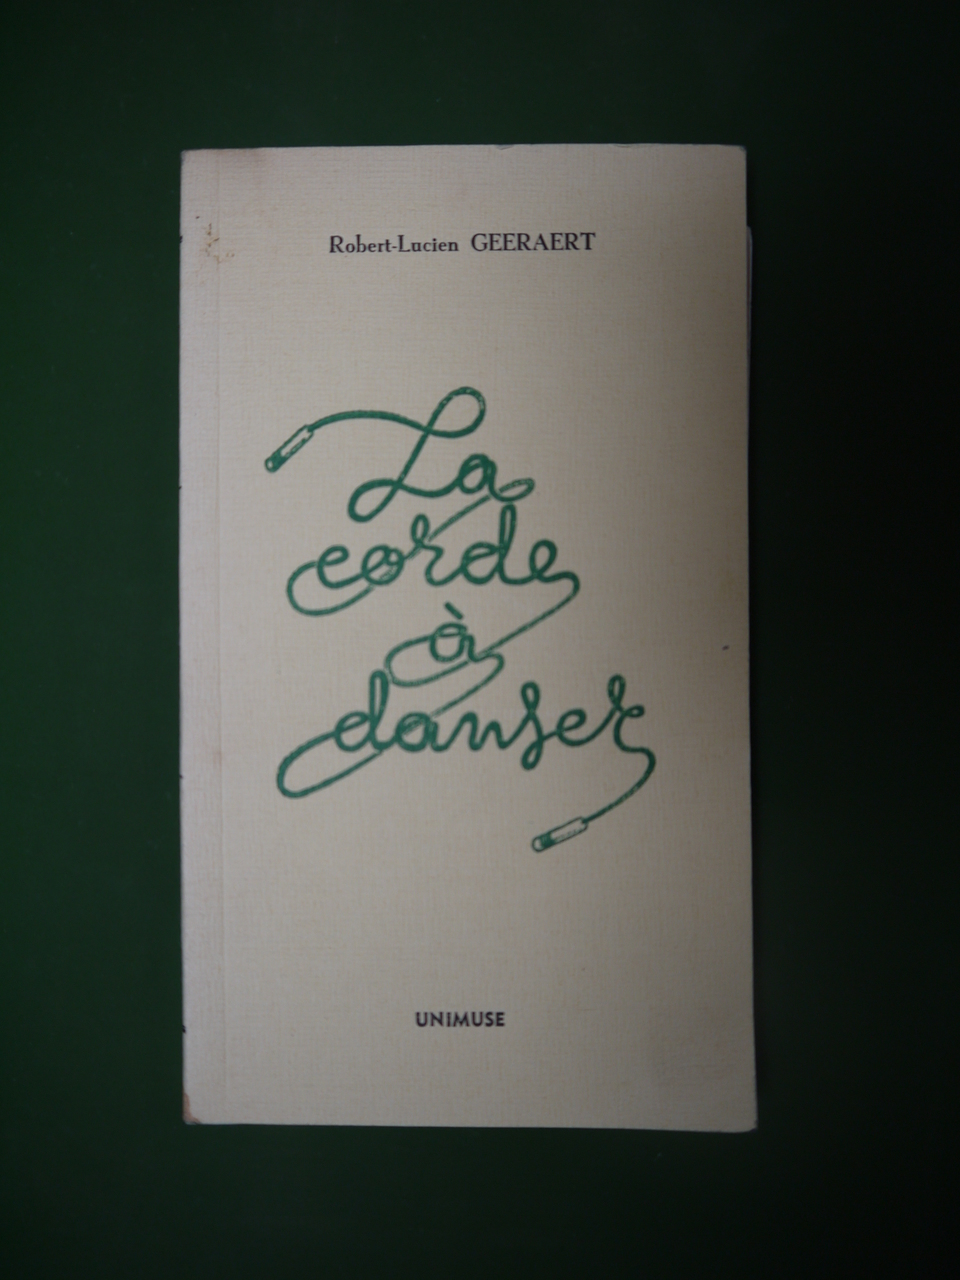 Robert-Lucien GEERAERT
La
corde
à
danser
UNIMUSE